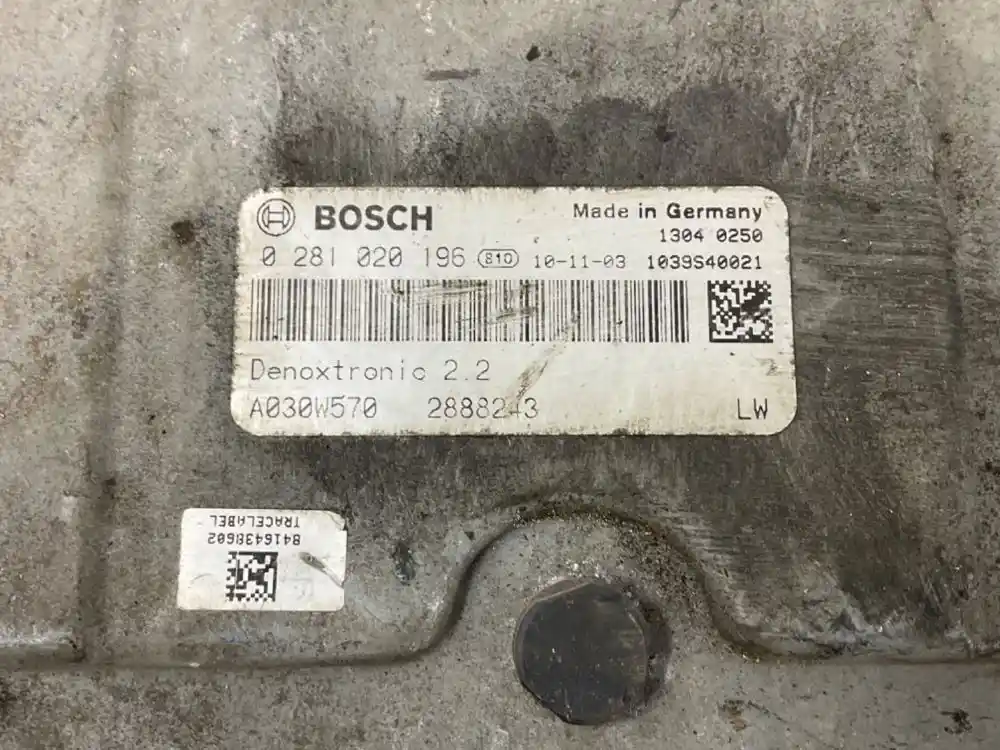 BOSCH Made in Germany
1304 0250
0 281 020 196 810 10-11-03 1039S40021
Denoxtronic 2.2
A030W570 2888243 LW
TRACELABEL
8416438602